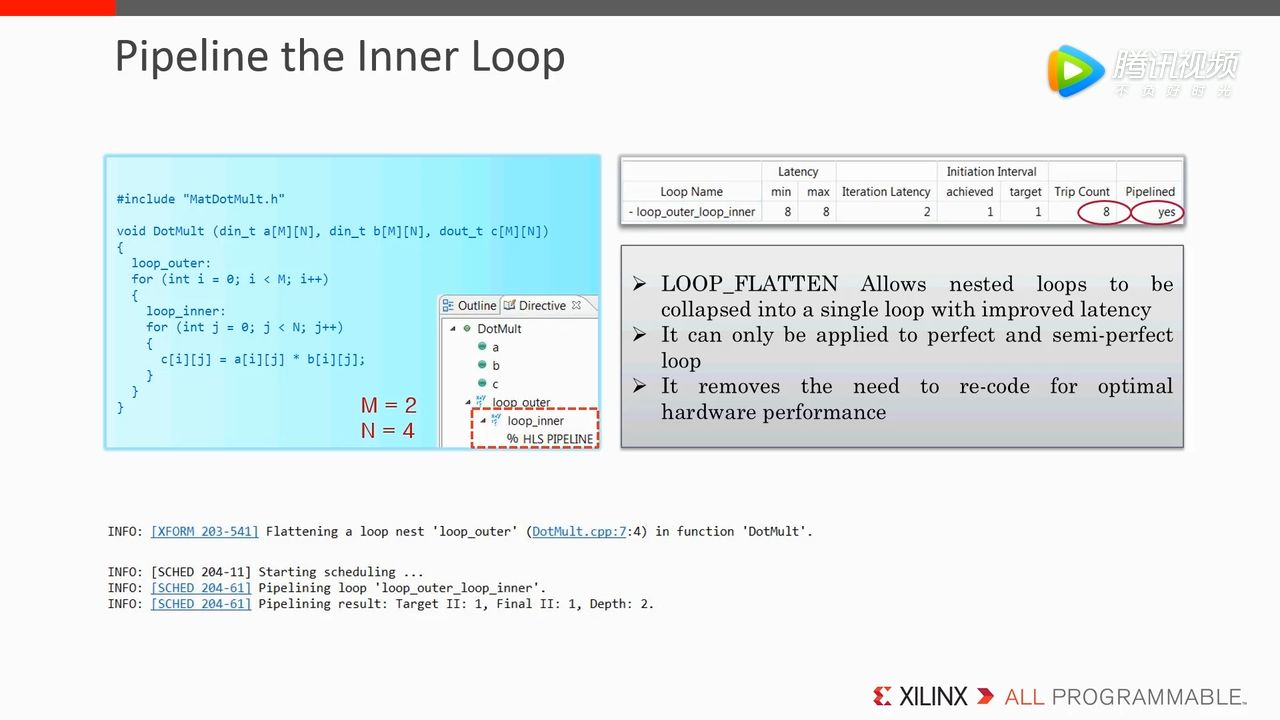 Pipeline the Inner Loop
腾讯视频
不负好时光
#include "MatDotMult.h"
void DotMult (din_t a[M][N], din_t b[M][N], dout_t c[M][N])
{
loop_outer:
for (int i = 0; i < M; i++)
{
loop_inner:
for (int j = 0; j < N; j++)
{
c[i][j] = a[i][j] * b[i][j];
}
}
}
M = 2
N = 4
Outline Directive
DotMult
a
b
c
loop_outer
loop_inner
% HLS PIPELINE
Latency Initiation Interval
Loop Name min max Iteration Latency achieved target Trip Count Pipelined
- loop_outer_loop_inner 8 8 2 1 1 8 yes
➢ LOOP_FLATTEN Allows nested loops to be
collapsed into a single loop with improved latency
➢ It can only be applied to perfect and semi-perfect
loop
➢ It removes the need to re-code for optimal
hardware performance
INFO: [XFORM 203-541] Flattening a loop nest 'loop_outer' (DotMult.cpp:7:4) in function 'DotMult'.
INFO: [SCHED 204-11] Starting scheduling ...
INFO: [SCHED 204-61] Pipelining loop 'loop_outer_loop_inner'.
INFO: [SCHED 204-61] Pipelining result: Target II: 1, Final II: 1, Depth: 2.
XILINX ALL PROGRAMMABLE™